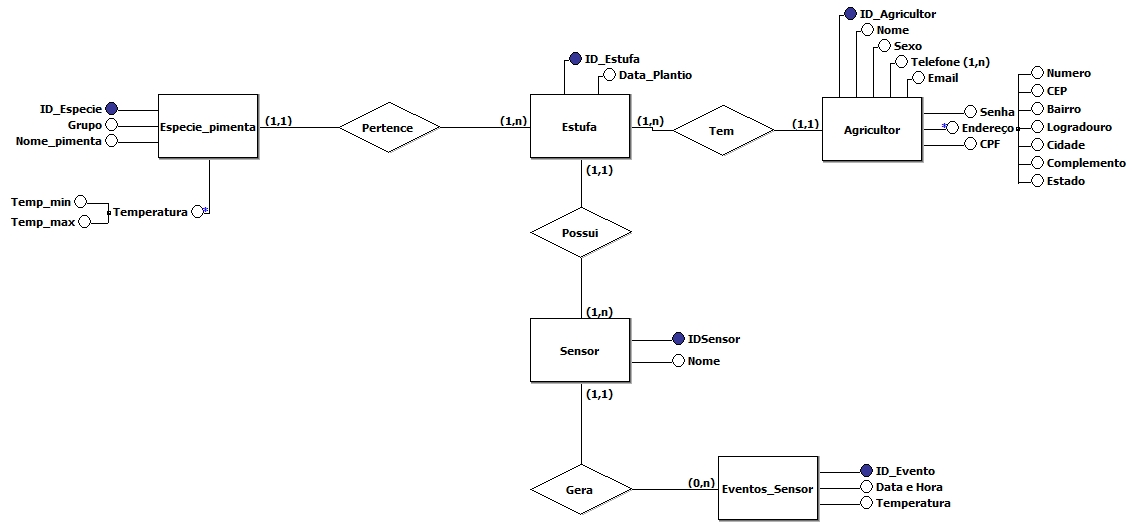 ID_Agricultor
Nome
Sexo
Telefone (1,n)
Email
ID_Estufa
Data_Plantio
ID_Especie
Grupo
Nome_pimenta
Especie_pimenta
(1,1)
Pertence
(1,n)
Estufa
(1,n)
Tem
(1,1)
Agricultor
Senha
* Endereço
CPF
Numero
CEP
Bairro
Logradouro
Cidade
Complemento
Estado
(1,1)
Temp_min
Temp_max
Temperatura *
Possui
(1,n)
Sensor
IDSensor
Nome
(1,1)
Gera
(0,n)
Eventos_Sensor
ID_Evento
Data e Hora
Temperatura